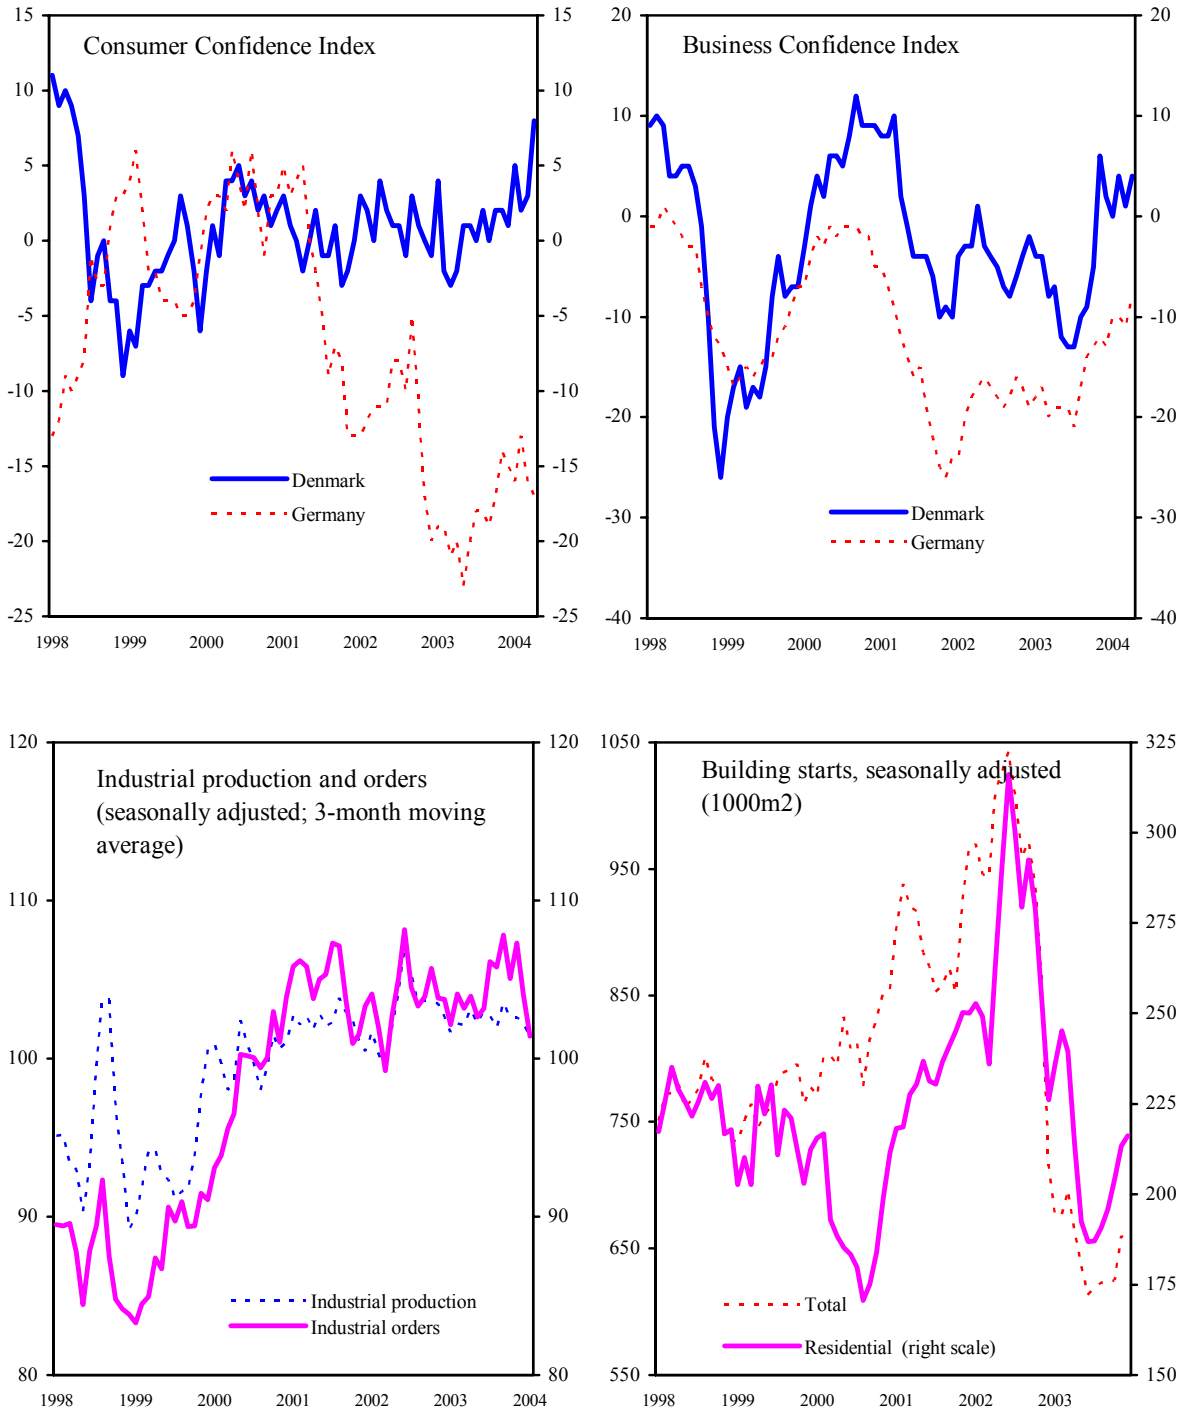 Consumer Confidence Index
15
10
5
0
-5
-10
-15
-20
-25
15
10
5
0
-5
-10
-15
-20
-25
Denmark
Germany
1998 1999 2000 2001 2002 2003 2004
Business Confidence Index
20
10
0
-10
-20
-30
-40
20
10
0
-10
-20
-30
-40
Denmark
Germany
1998 1999 2000 2001 2002 2003 2004
Industrial production and orders
(seasonally adjusted; 3-month moving
average)
120
110
100
90
80
120
110
100
90
80
Industrial production
Industrial orders
1998 1999 2000 2001 2002 2003 2004
Building starts, seasonally adjusted
(1000m2)
1050
950
850
750
650
550
325
300
275
250
225
200
175
150
Total
Residential (right scale)
1998 1999 2000 2001 2002 2003